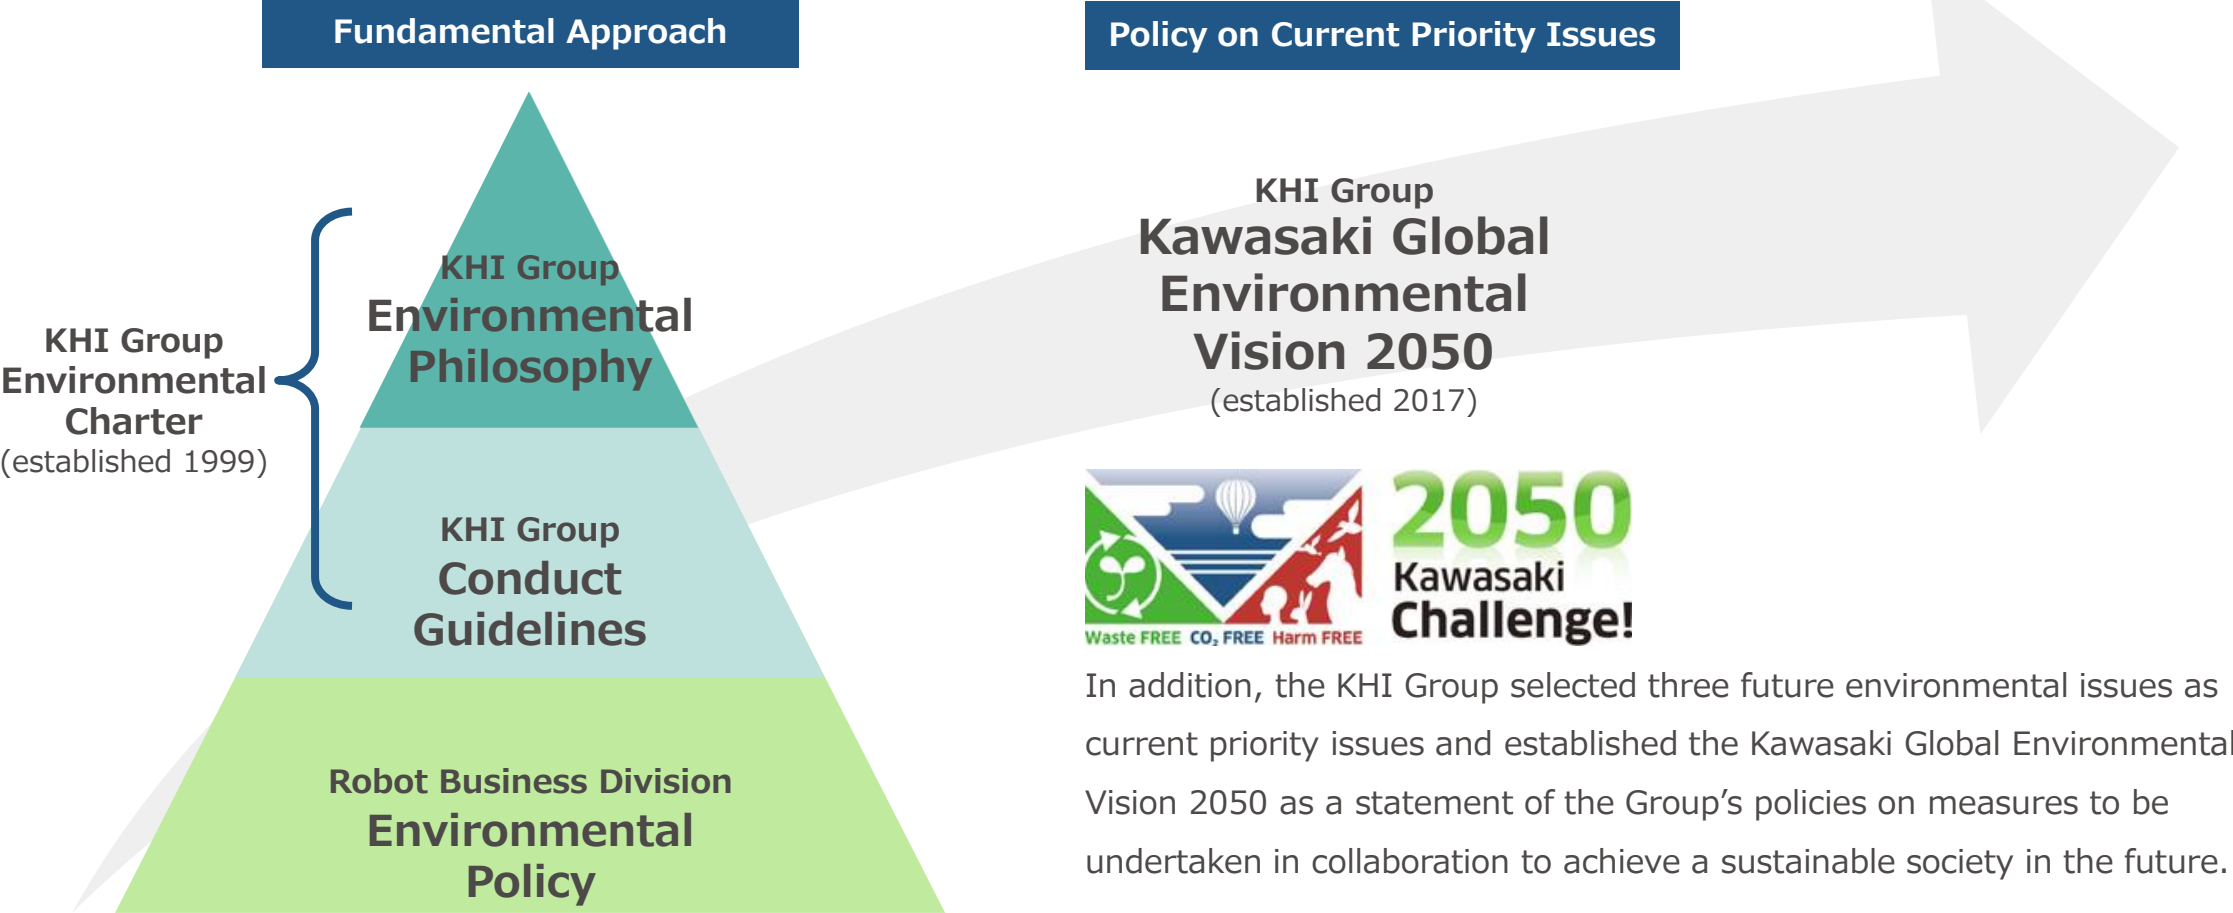 Fundamental Approach
KHI Group
Environmental
Charter
(established 1999)
KHI Group
Environmental
Philosophy
KHI Group
Conduct
Guidelines
Robot Business Division
Environmental
Policy
Policy on Current Priority Issues
KHI Group
Kawasaki Global
Environmental
Vision 2050
(established 2017)
Waste FREE CO₂ FREE Harm FREE
2050
Kawasaki
Challenge!
In addition, the KHI Group selected three future environmental issues as
current priority issues and established the Kawasaki Global Environmental
Vision 2050 as a statement of the Group’s policies on measures to be
undertaken in collaboration to achieve a sustainable society in the future.